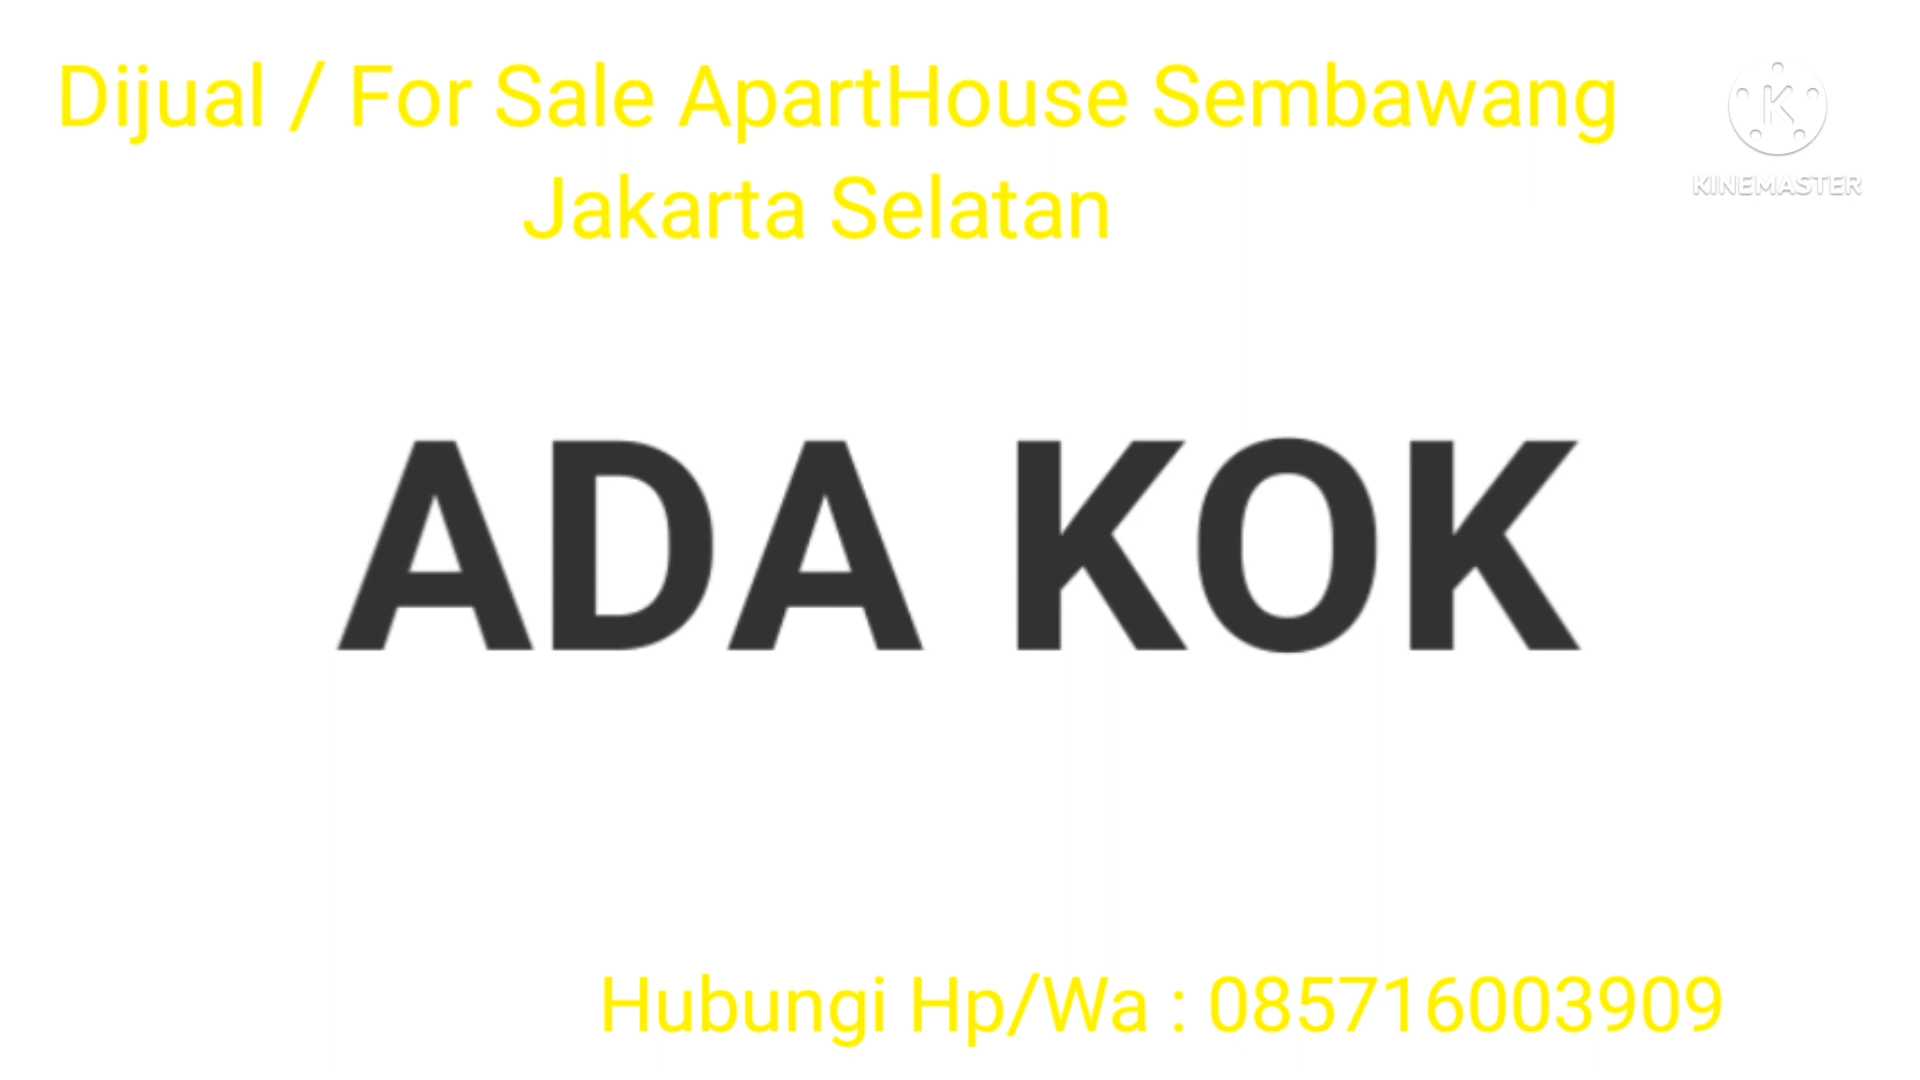 Dijual / For Sale ApartHouse Sembawang
Jakarta Selatan
KINEMASTER
ADA KOK
Hubungi Hp/Wa : 085716003909